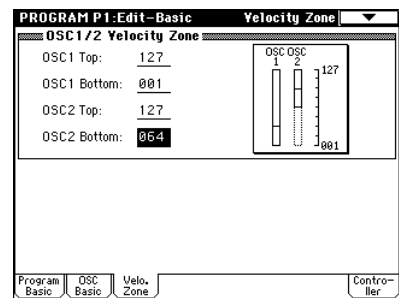 PROGRAM P1:Edit-Basic Velocity Zone
OSC1/2 Velocity Zone
OSC1 Top: 127
OSC1 Bottom: 001
OSC2 Top: 127
OSC2 Bottom: 064
OSC OSC
1 2
127
001
Program Basic
OSC Basic
Velo. Zone
Contro-
ller